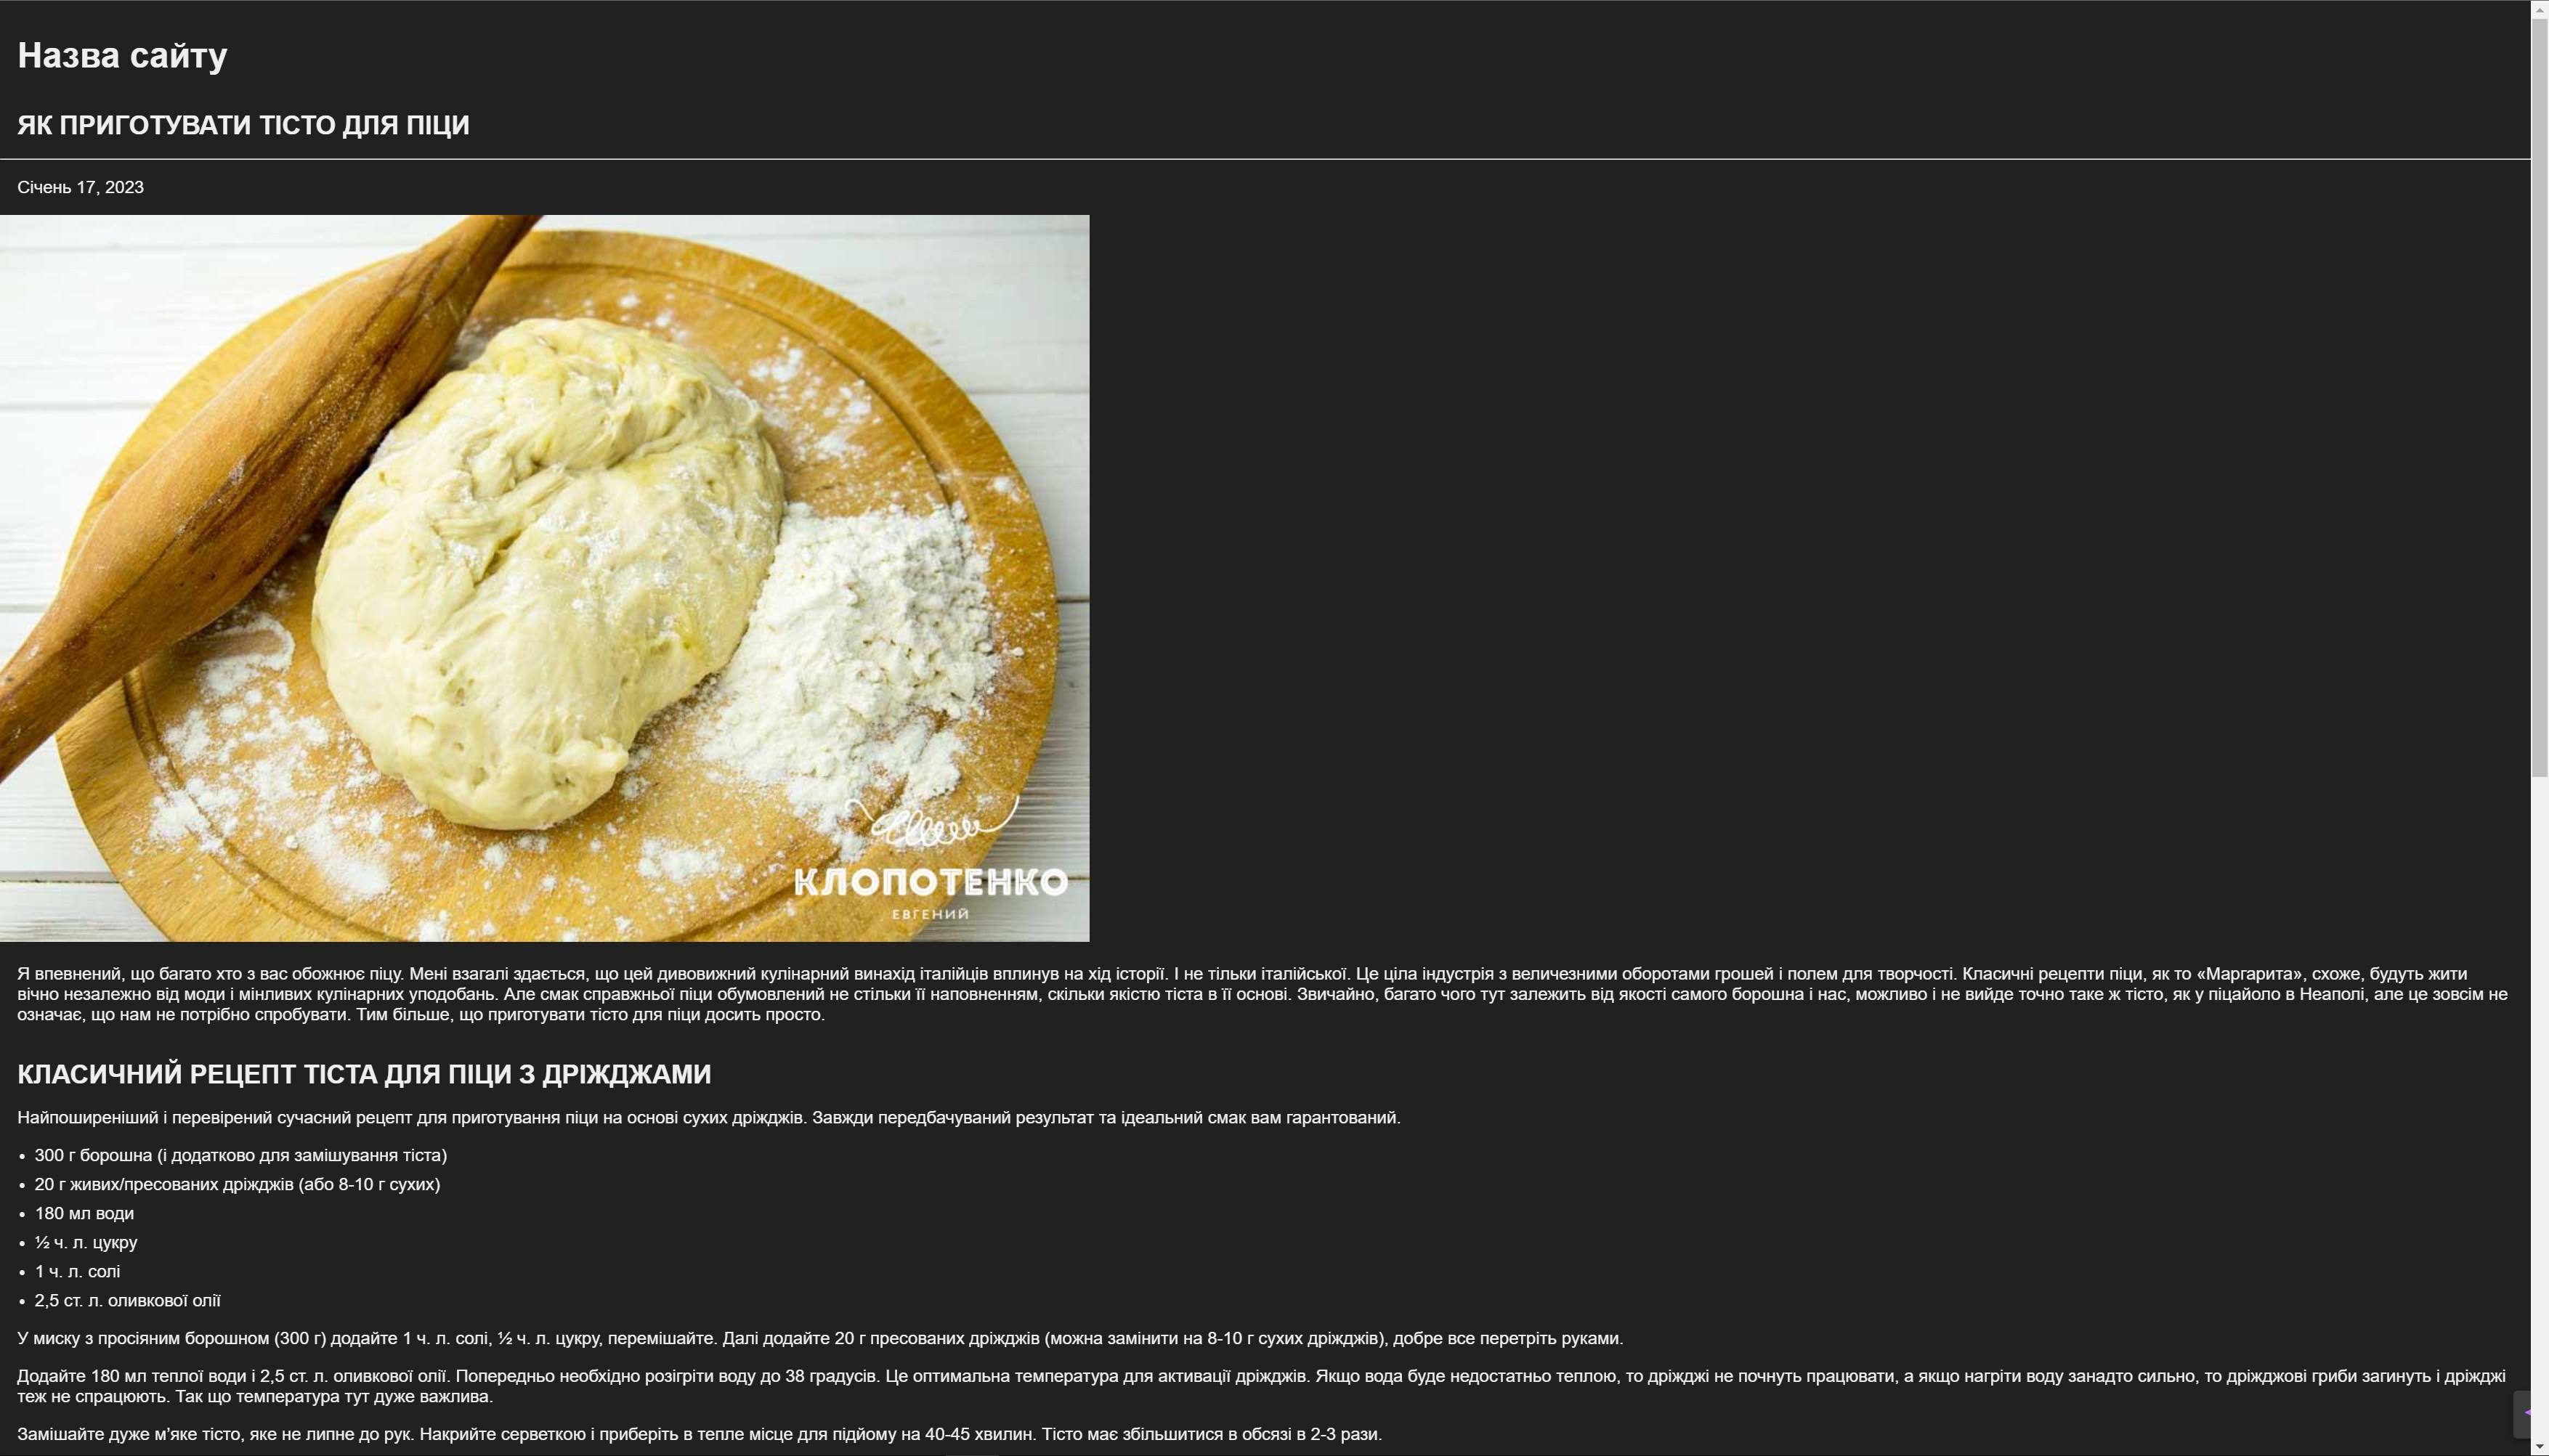 Назва сайту
ЯК ПРИГОТУВАТИ ТІСТО ДЛЯ ПІЦИ
Січень 17, 2023
КЛОПОТЕНКО
ЕВГЕНИЙ
Я впевнений, що багато хто з вас обожнює піцу. Мені взагалі здається, що цей дивовижний кулінарний винахід італійців вплинув на хід історії. І не тільки італійської. Це ціла індустрія з величезними оборотами грошей і полем для творчості. Класичні рецепти піци, як то «Маргарита», схоже, будуть жити
вічно незалежно від моди і мінливих кулінарних уподобань. Але смак справжньої піци обумовлений не стільки її наповненням, скільки якістю тіста в її основі. Звичайно, багато чого тут залежить від якості самого борошна і нас, можливо і не вийде точно таке ж тісто, як у піцайоло в Неаполі, але це зовсім не
означає, що нам не потрібно спробувати. Тим більше, що приготувати тісто для піци досить просто.
КЛАСИЧНИЙ РЕЦЕПТ ТІСТА ДЛЯ ПІЦИ З ДРІЖДЖАМИ
Найпоширеніший і перевірений сучасний рецепт для приготування піци на основі сухих дріжджів. Завжди передбачуваний результат та ідеальний смак вам гарантований.
• 300 г борошна (і додатково для замішування тіста)
• 20 г живих/пресованих дріжджів (або 8-10 г сухих)
• 180 мл води
• ½ ч. л. цукру
• 1 ч. л. солі
• 2,5 ст. л. оливкової олії
У миску з просіяним борошном (300 г) додайте 1 ч. л. солі, ½ ч. л. цукру, перемішайте. Далі додайте 20 г пресованих дріжджів (можна замінити на 8-10 г сухих дріжджів), добре все перетріть руками.
Додайте 180 мл теплої води і 2,5 ст. л. оливкової олії. Попередньо необхідно розігріти воду до 38 градусів. Це оптимальна температура для активації дріжджів. Якщо вода буде недостатньо теплою, то дріжджі не почнуть працювати, а якщо нагріти воду занадто сильно, то дріжджові гриби загинуть і дріжджі
теж не спрацюють. Так що температура тут дуже важлива.
Замішайте дуже м'яке тісто, яке не липне до рук. Накрийте серветкою і приберіть в тепле місце для підйому на 40-45 хвилин. Тісто має збільшитися в обсязі в 2-3 рази.